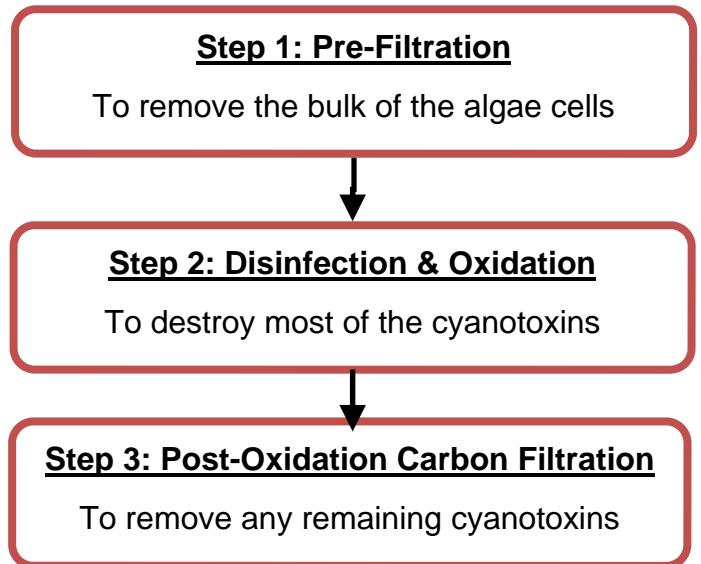 Step 1: Pre-Filtration
To remove the bulk of the algae cells
Step 2: Disinfection & Oxidation
To destroy most of the cyanotoxins
Step 3: Post-Oxidation Carbon Filtration
To remove any remaining cyanotoxins